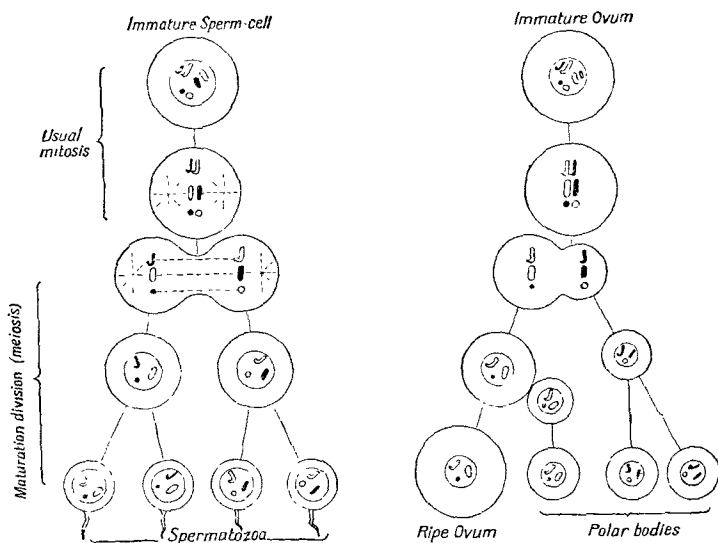 Immature Sperm-cell
Immature Ovum
Usual
mitosis
Maturation division (meiosis)
Spermatozoa
Ripe Ovum
Polar bodies